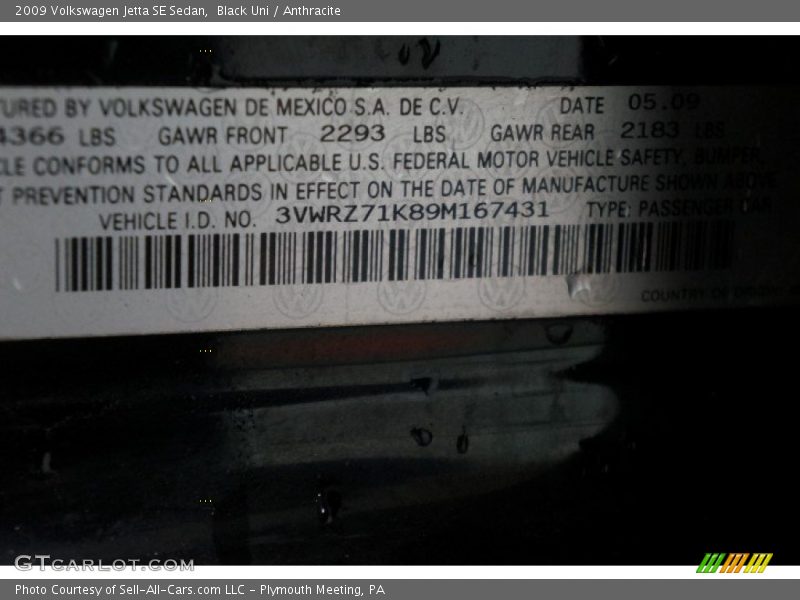 2009 Volkswagen Jetta SE Sedan, Black Uni / Anthracite
TURED BY VOLKSWAGEN DE MEXICO S.A. DE C.V. DATE 05.09
4366 LBS GAWR FRONT 2293 LBS GAWR REAR 2183 LBS
CLE CONFORMS TO ALL APPLICABLE U.S. FEDERAL MOTOR VEHICLE SAFETY, BUMPER,
T PREVENTION STANDARDS IN EFFECT ON THE DATE OF MANUFACTURE SHOWN ABOVE
VEHICLE I.D. NO. 3VWRZ71K89M167431 TYPE: PASSENGER CAR
COUNTRY OF ORIGIN:
GTCARLOT.COM
Photo Courtesy of Sell-All-Cars.com LLC - Plymouth Meeting, PA